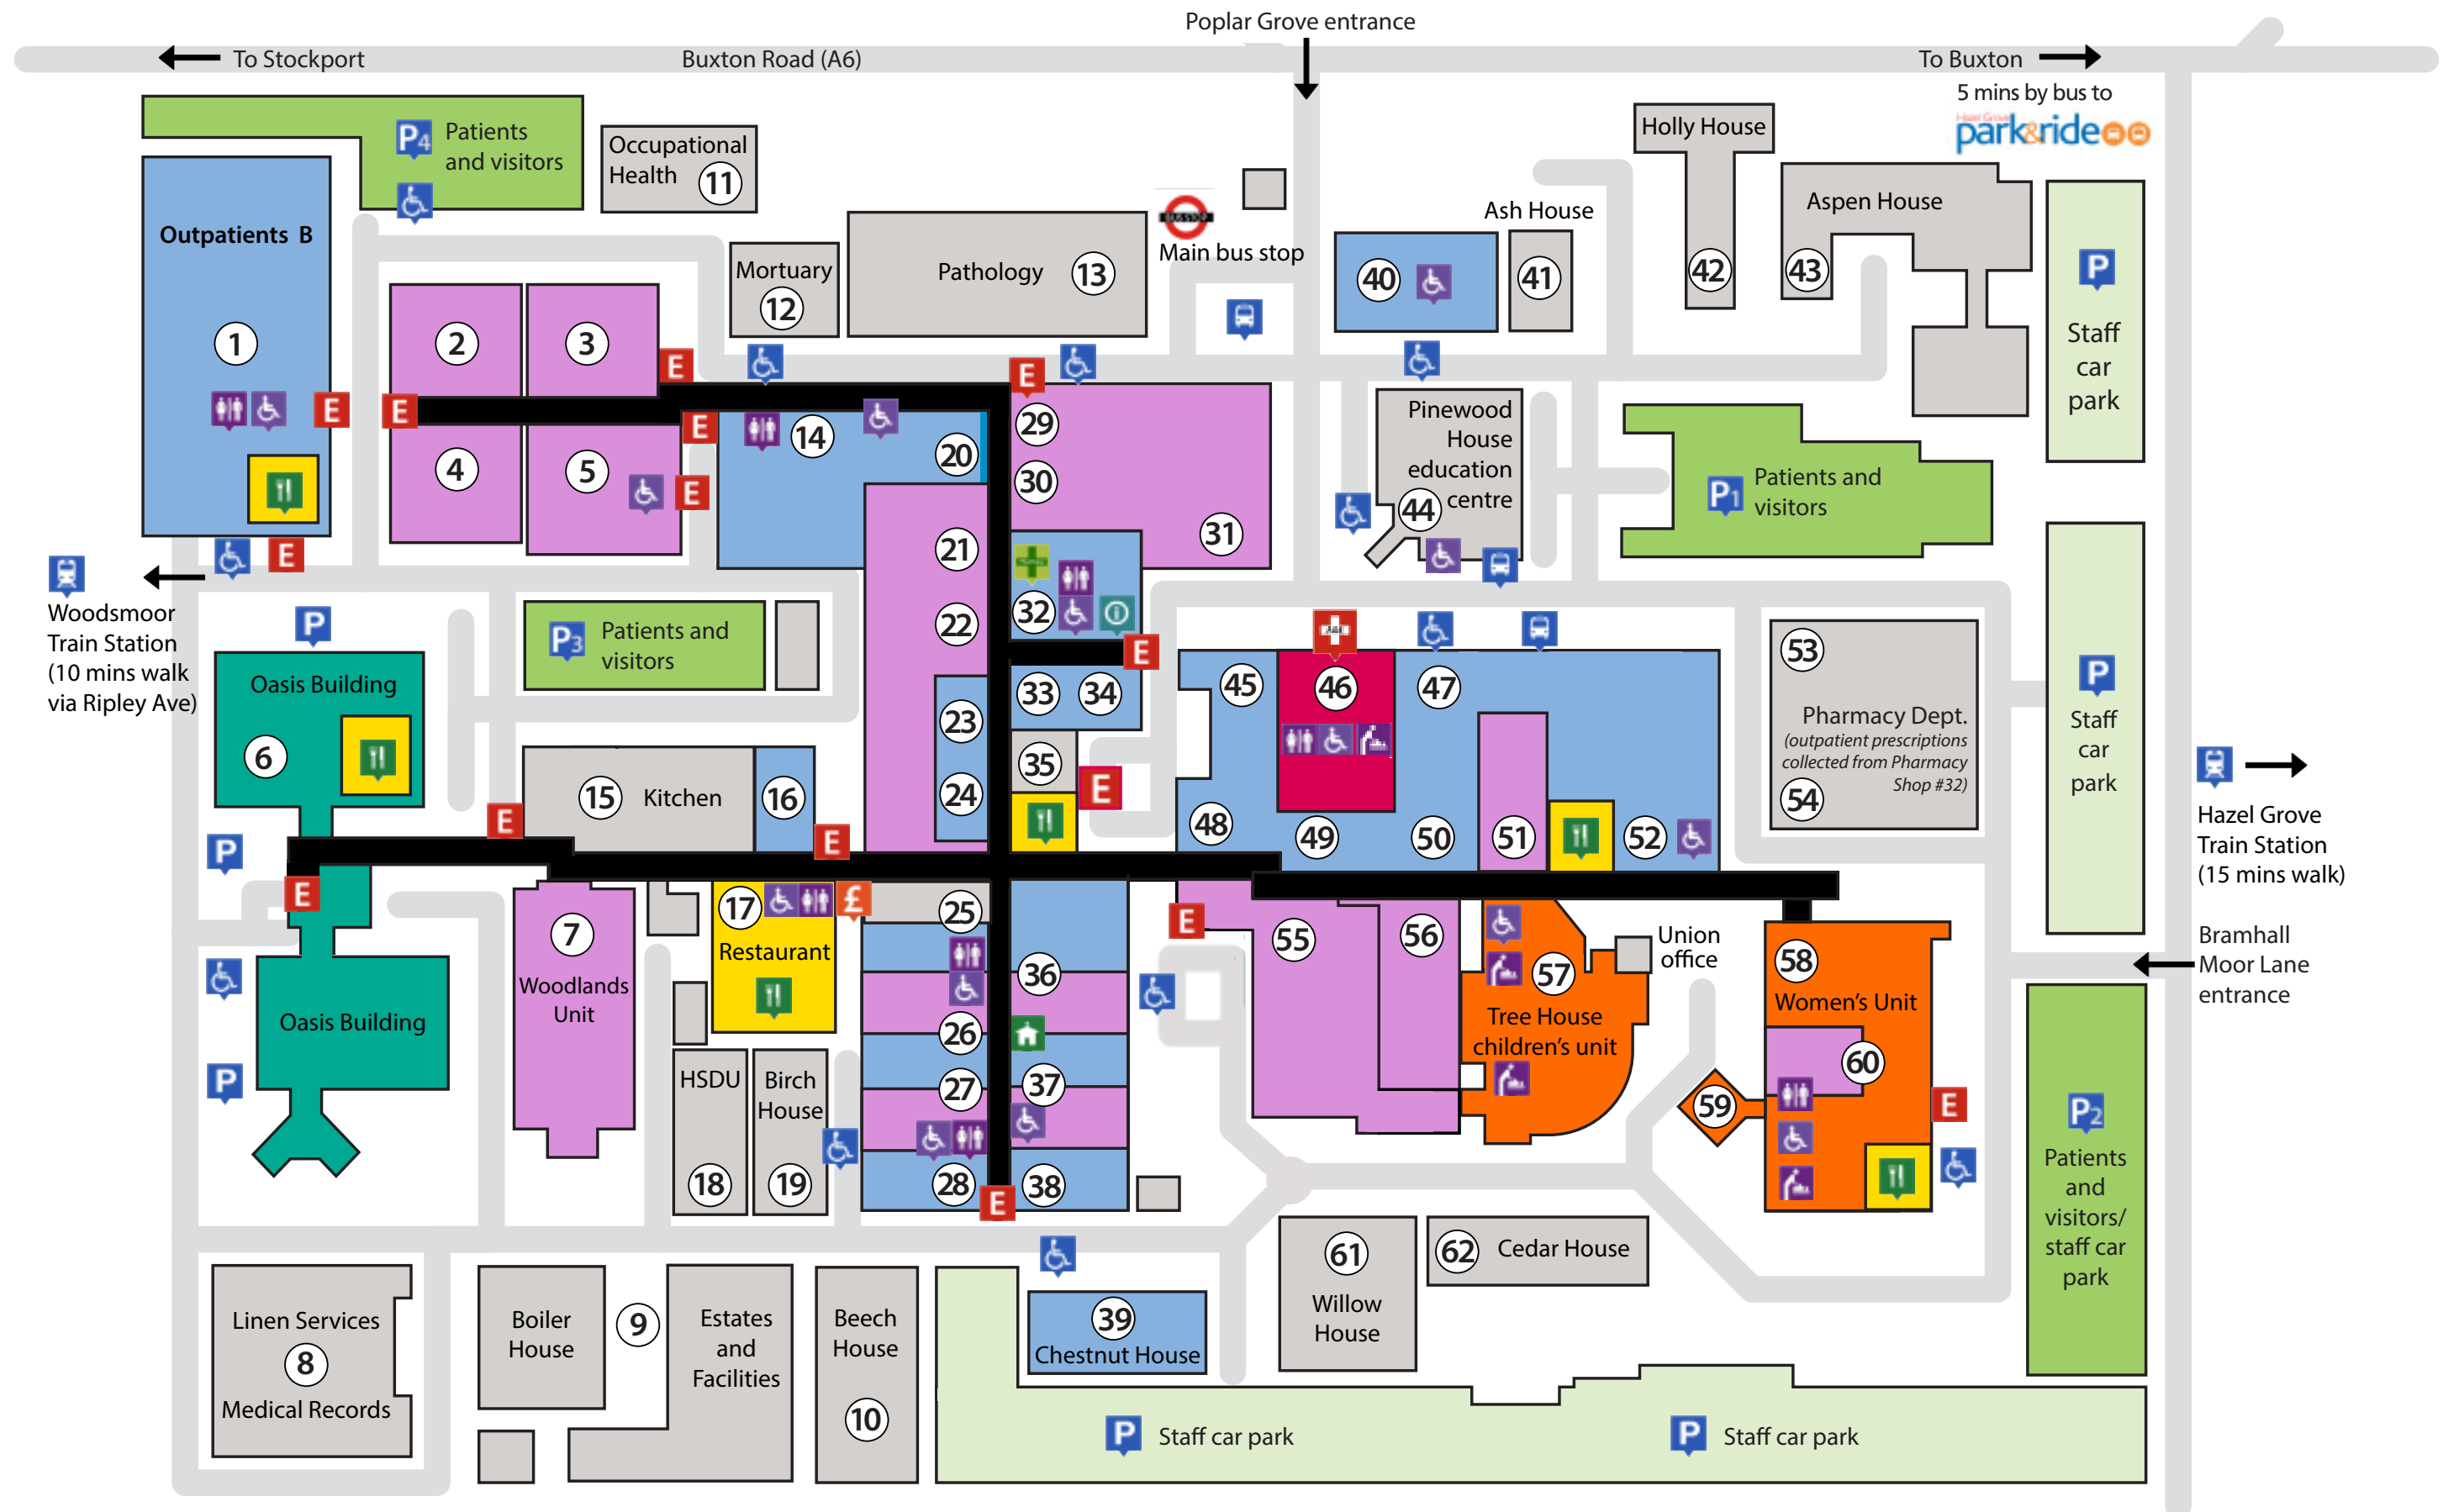 Poplar Grove entrance
To Stockport
Buxton Road (A6)
To Buxton
5 mins by bus to
Hazel Grove
park&ride
P4
Patients
and visitors
Occupational
Health
11
Outpatients B
1
2
3
4
5
Mortuary
12
Pathology
13
BUS STOP
Main bus stop
40
Ash House
41
Holly House
42
Aspen House
43
P
Staff
car
park
E
E
E
E
E
E
E
14
20
29
30
31
21
22
32
Pinewood
House
education
centre
44
P1
Patients and
visitors
Woodsmoor
Train Station
(10 mins walk
via Ripley Ave)
P
E
P3
Patients and
visitors
Oasis Building
6
E
33
34
23
24
35
E
45
46
47
48
49
50
51
52
53
Pharmacy Dept.
(outpatient prescriptions
collected from Pharmacy
Shop #32)
54
P
Staff
car
park
Hazel Grove
Train Station
(15 mins walk)
15
Kitchen
16
E
E
P
E
7
Woodlands
Unit
17
£
Restaurant
25
26
27
28
36
37
38
E
E
55
56
57
Tree House
children's unit
Union
office
58
Women's Unit
59
60
E
Bramhall
Moor Lane
entrance
Oasis Building
P
HSDU
18
Birch
House
19
P2
Patients
and
visitors/
staff car
park
Linen Services
8
Medical Records
Boiler
House
9
Estates
and
Facilities
Beech
House
10
39
Chestnut House
61
Willow
House
62
Cedar House
P
Staff car park
P
Staff car park